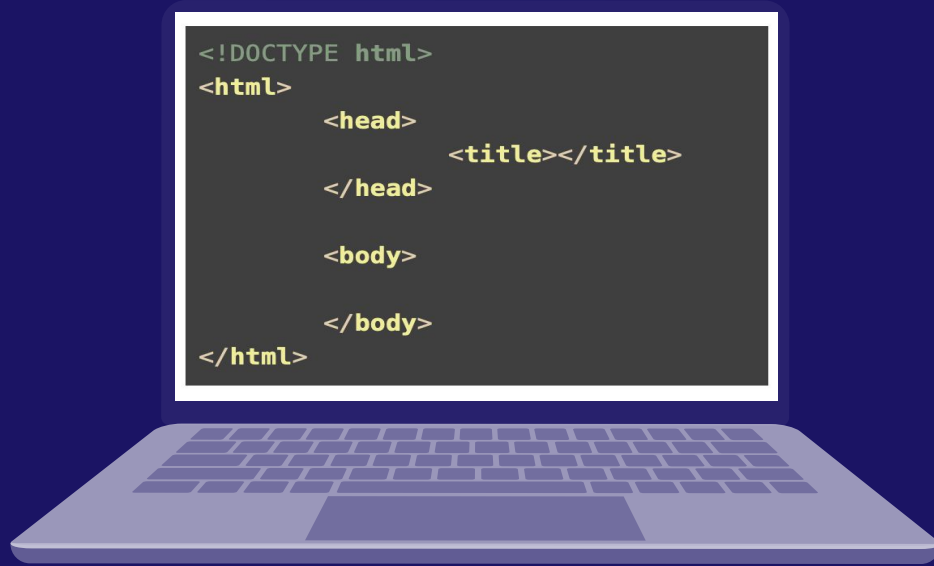 <!DOCTYPE html>
<html>
<head>
<title></title>
</head>
<body>
</body>
</html>